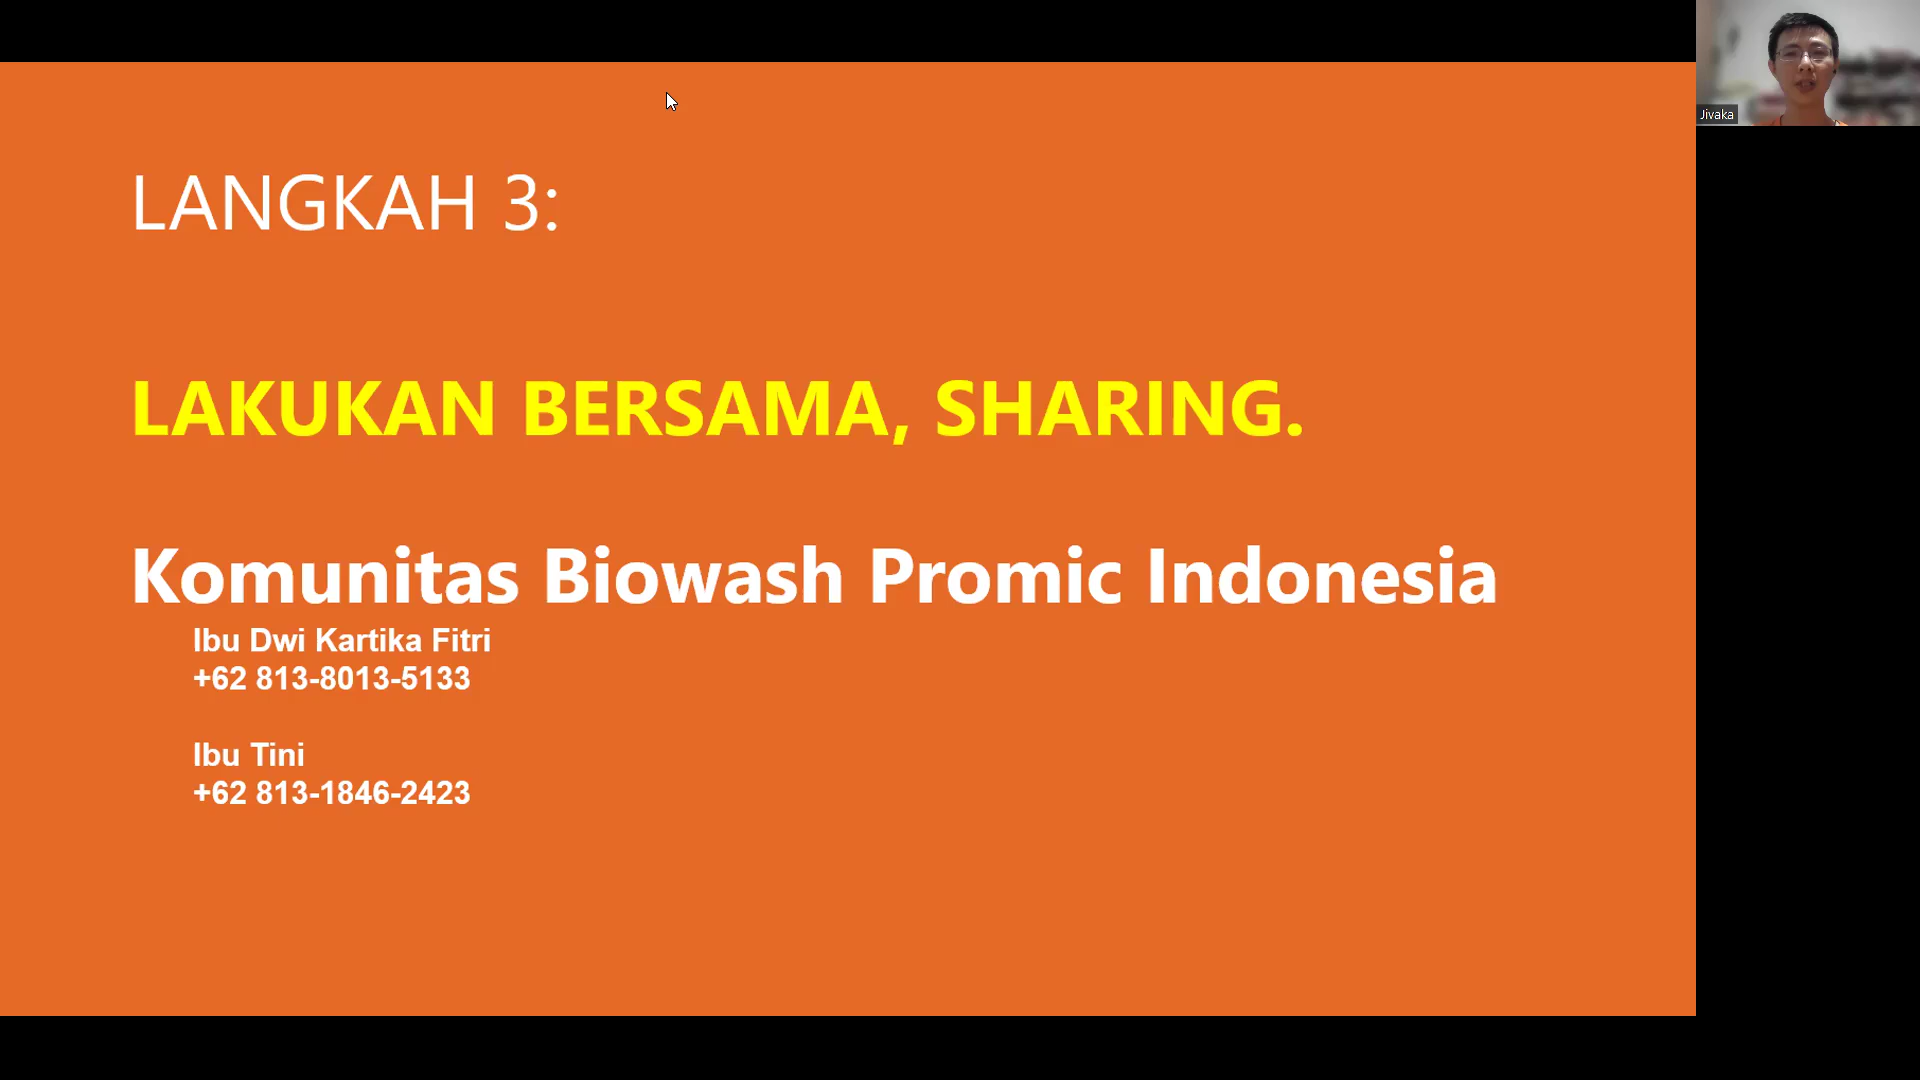 LANGKAH 3:
LAKUKAN BERSAMA, SHARING.
Komunitas Biowash Promic Indonesia
Ibu Dwi Kartika Fitri
+62 813-8013-5133
Ibu Tini
+62 813-1846-2423
Jivaka